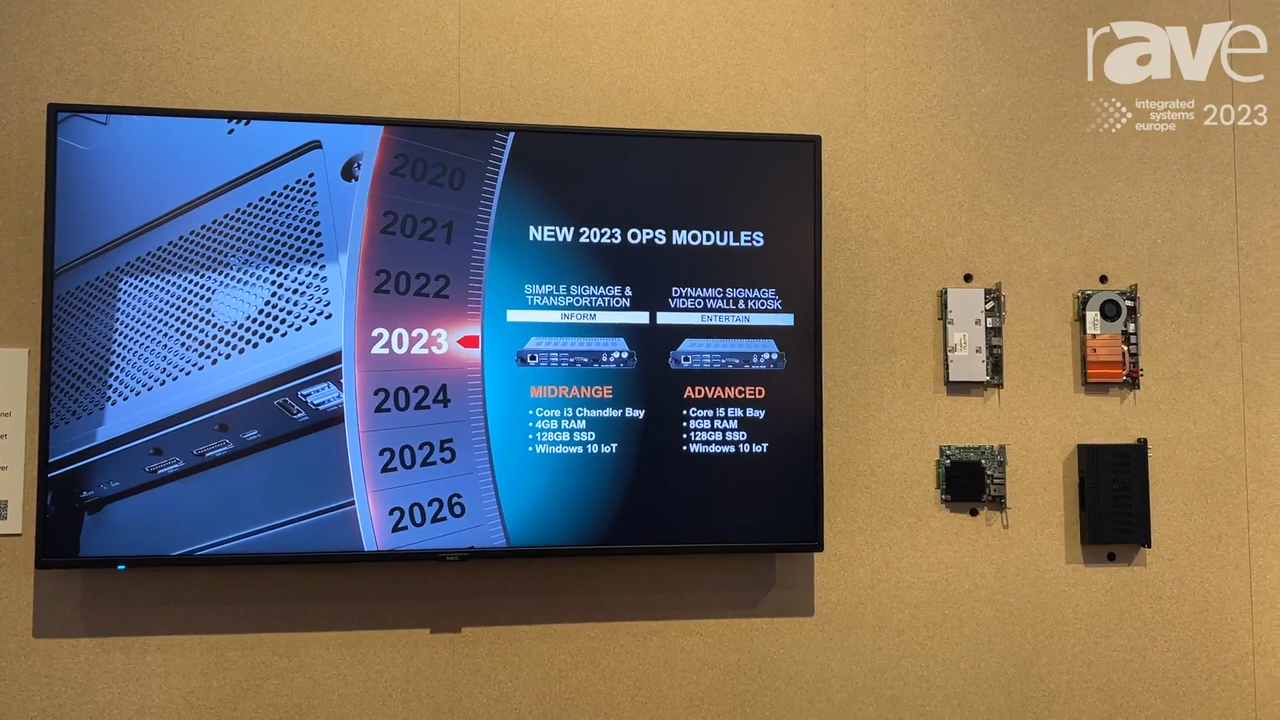 rave
integrated
systems
europe
2023
2020
2021
2022
2023
2024
2025
2026
NEW 2023 OPS MODULES
SIMPLE SIGNAGE &
TRANSPORTATION
INFORM
MIDRANGE
• Core i3 Chandler Bay
• 4GB RAM
• 128GB SSD
• Windows 10 IoT
DYNAMIC SIGNAGE,
VIDEO WALL & KIOSK
ENTERTAIN
ADVANCED
• Core i5 Elk Bay
• 8GB RAM
• 128GB SSD
• Windows 10 IoT
NEC